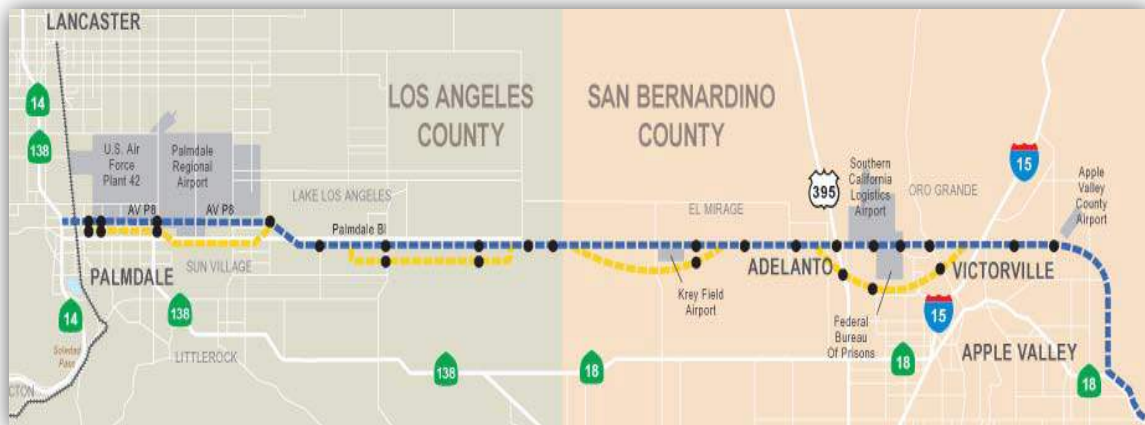 LANCASTER
14
138
U.S. Air
Force
Plant 42
Palmdale
Regional
Airport
LOS ANGELES
COUNTY
SAN BERNARDINO
COUNTY
15
395
Southern
California
Logistics
Airport
ORO GRANDE
Apple
Valley
County
Airport
LAKE LOS ANGELES
EL MIRAGE
AV P8
AV P8
Palmdale Bl
PALMDALE
SUN VILLAGE
ADELANTO
VICTORVILLE
Krey Field
Airport
14
138
15
Federal
Bureau
Of Prisons
Soledad
Pass
LITTLEROCK
APPLE VALLEY
138
18
18
18
CTON